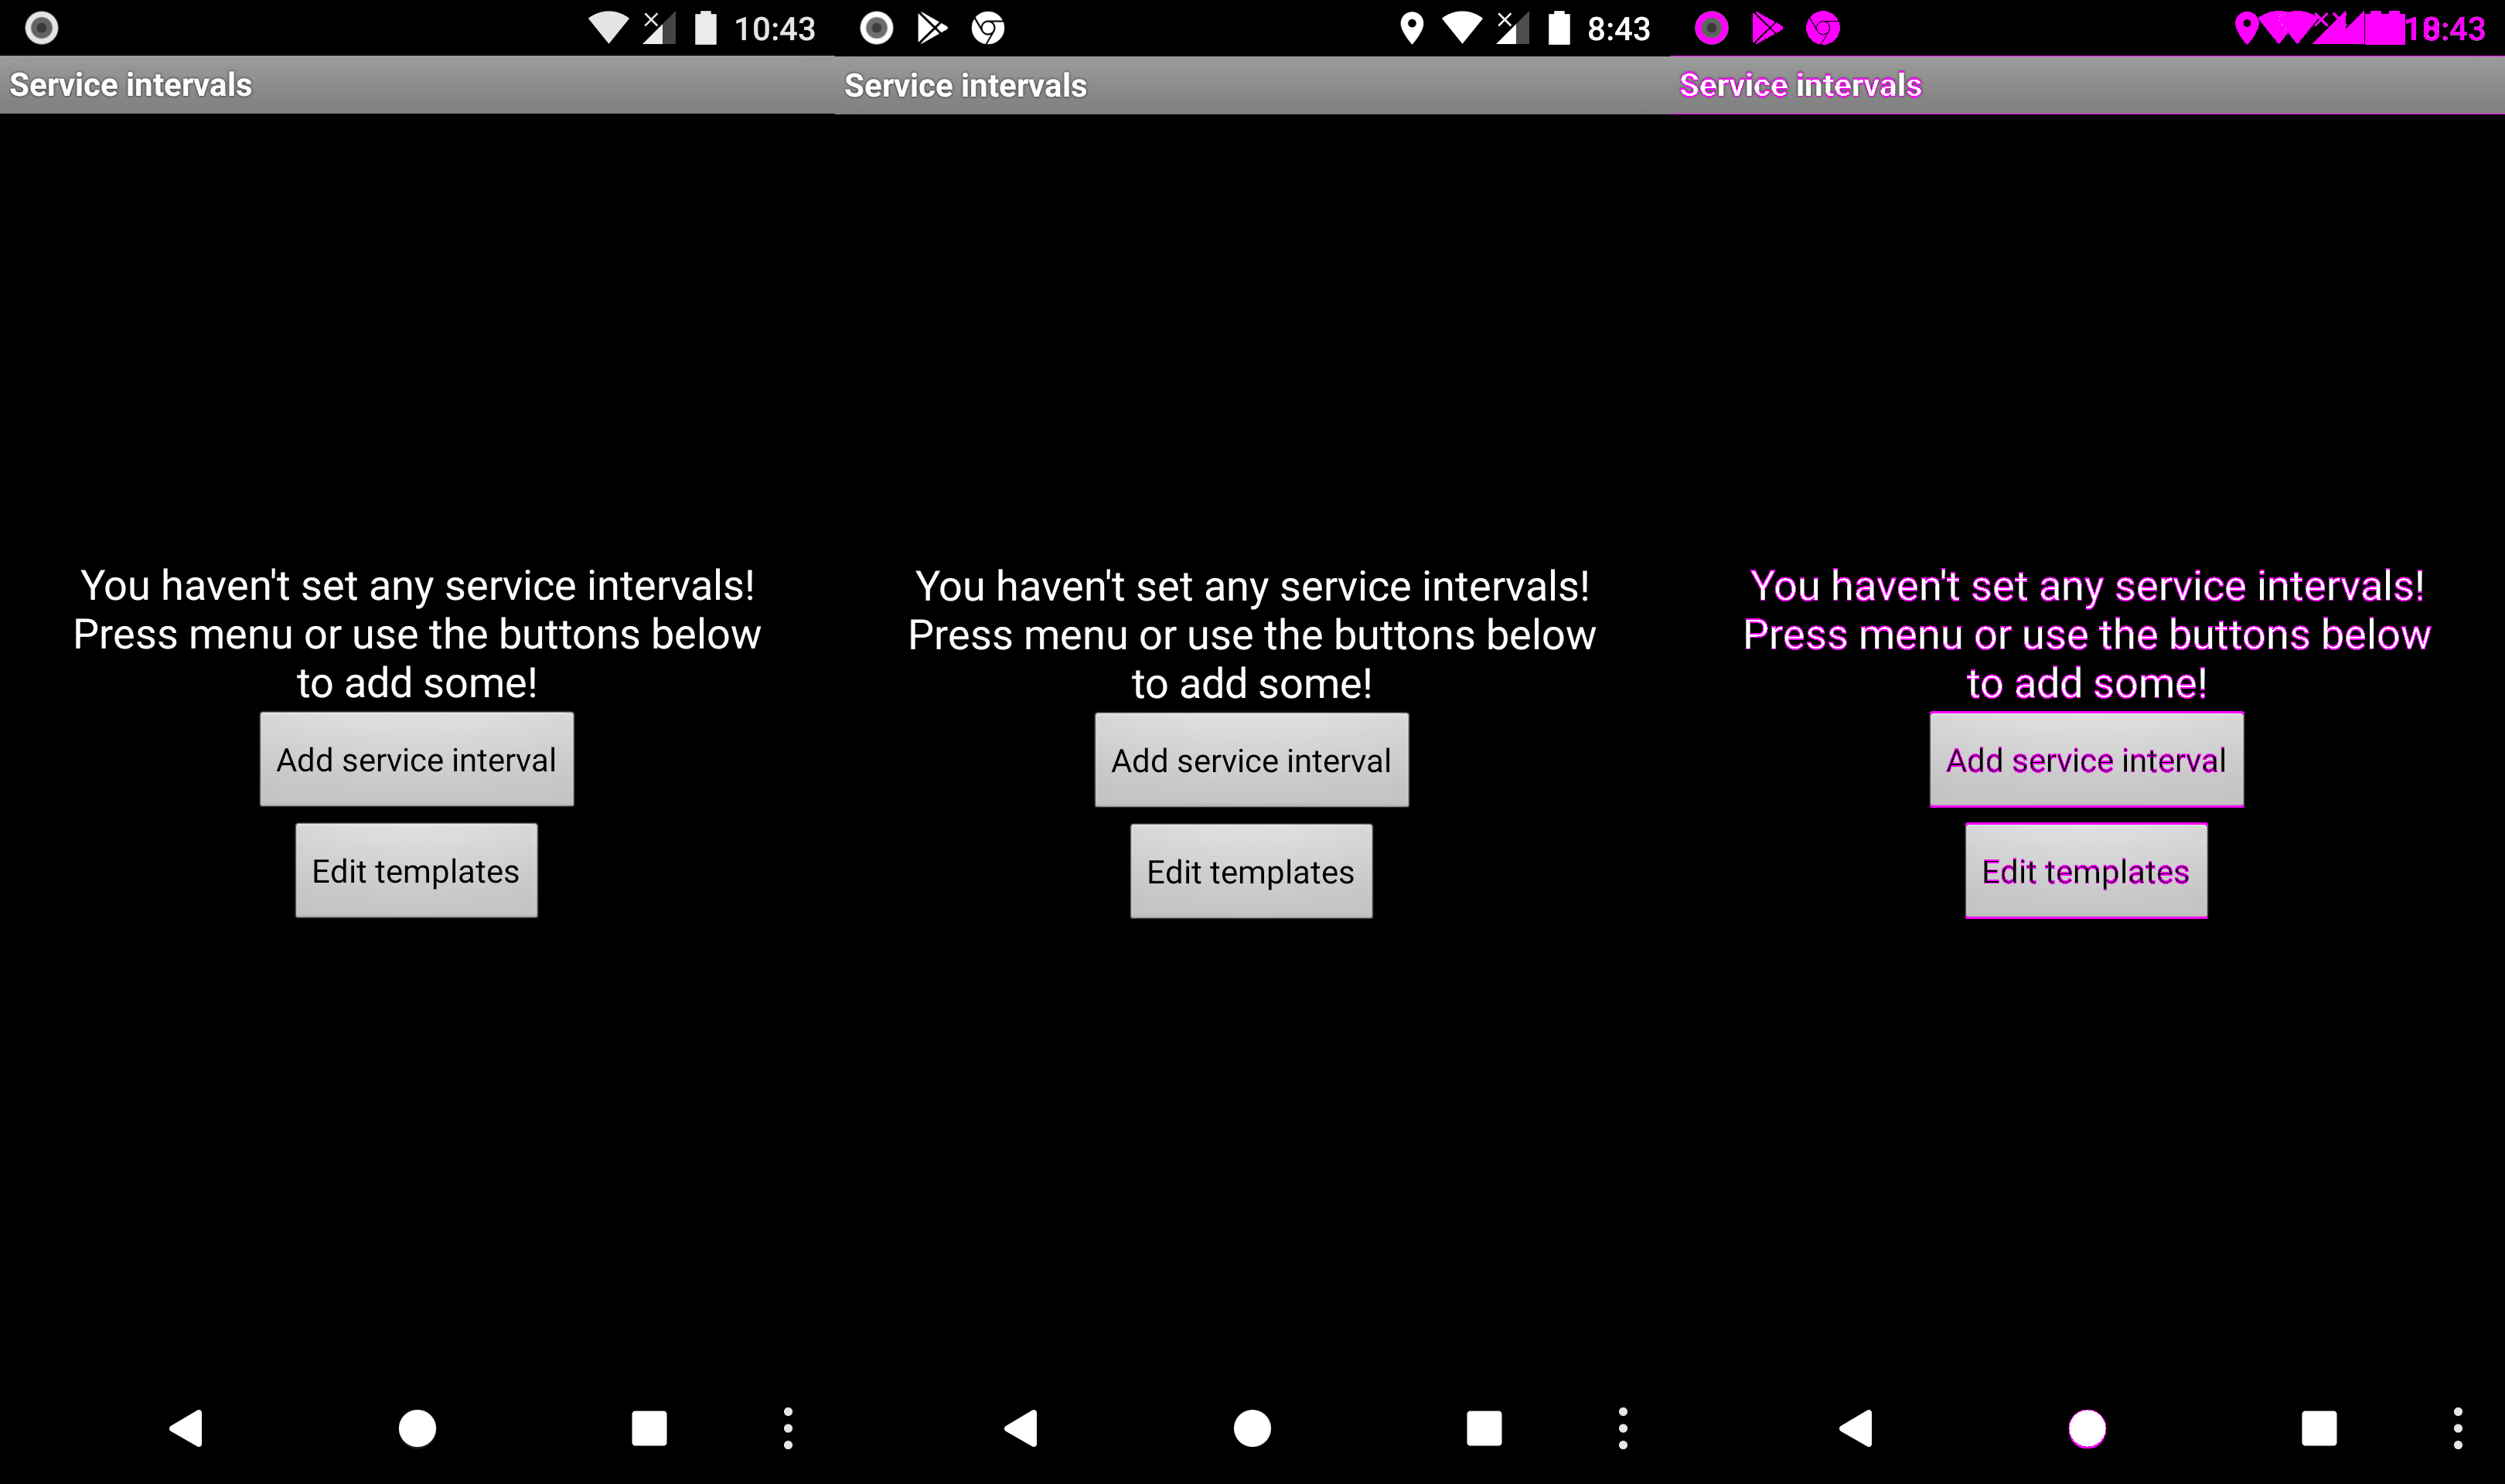 10:43
Service intervals
You haven't set any service intervals!
Press menu or use the buttons below
to add some!
Add service interval
Edit templates
8:43
Service intervals
You haven't set any service intervals!
Press menu or use the buttons below
to add some!
Add service interval
Edit templates
:43
Service intervals
You haven't set any service intervals!
Press menu or use the buttons below
to add some!
Add service interval
Edit templates